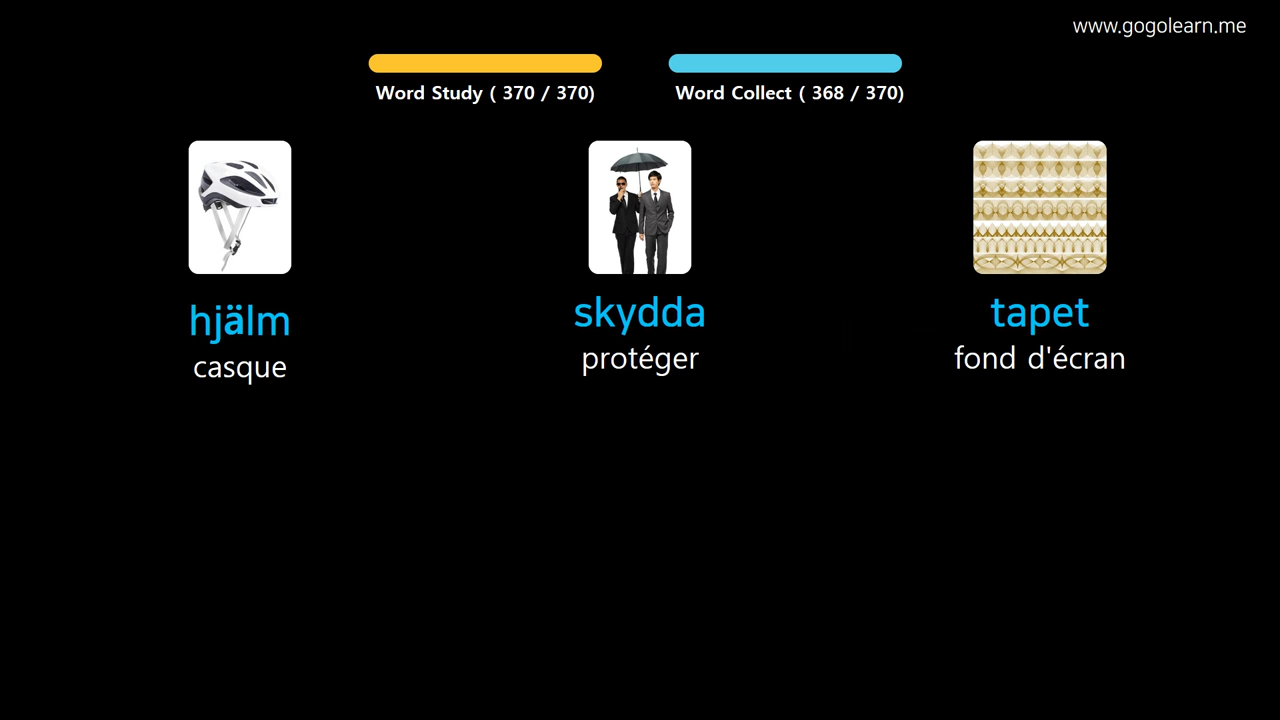 www.gogolearn.me
Word Study ( 370 / 370)
Word Collect ( 368 / 370)
hjälm
casque
skydda
protéger
tapet
fond d'écran